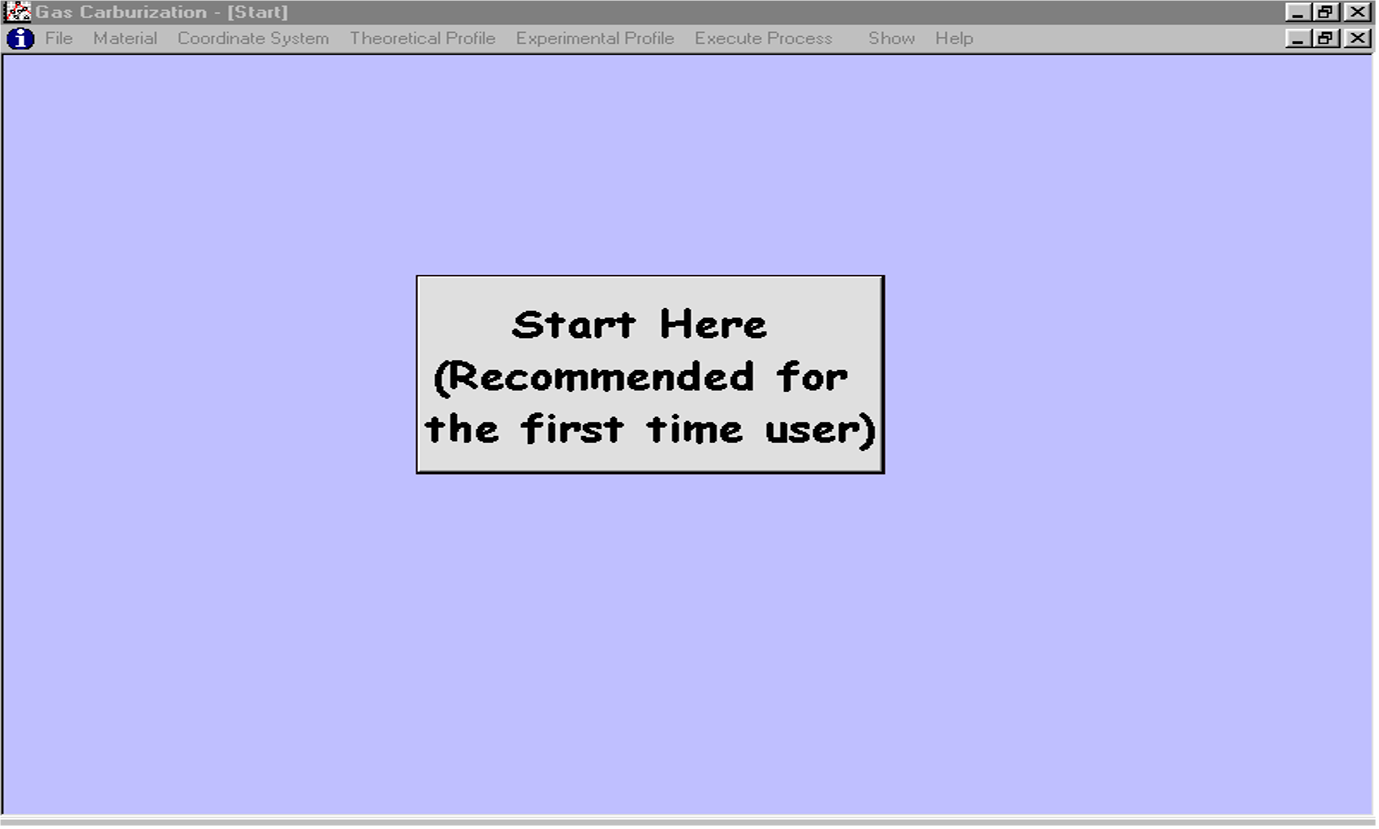 Gas Carburization - [Start]
File Material Coordinate System Theoretical Profile Experimental Profile Execute Process Show Help
Start Here
(Recommended for
the first time user)